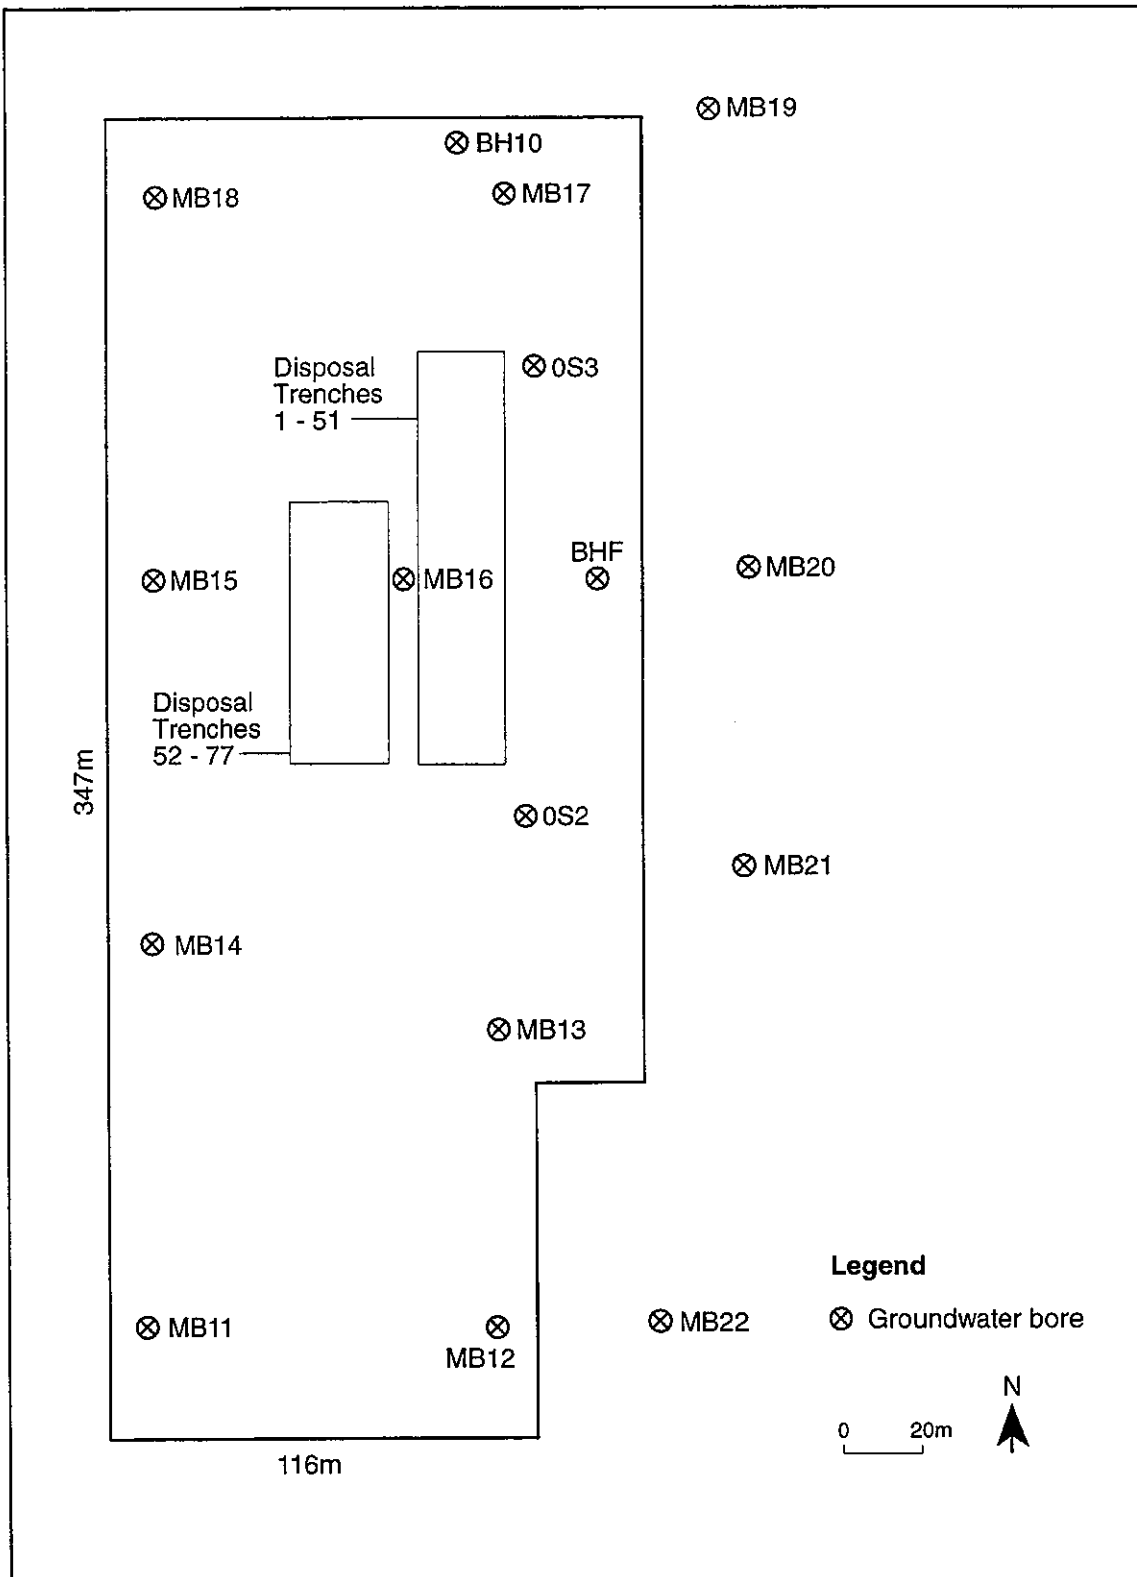 MB19
BH10
MB18
MB17
Disposal
Trenches
1 - 51
0S3
BHF
MB15
MB16
MB20
Disposal
Trenches
52 - 77
347m
0S2
MB21
MB14
MB13
Legend
Groundwater bore
MB11
MB12
MB22
N
0 20m
116m